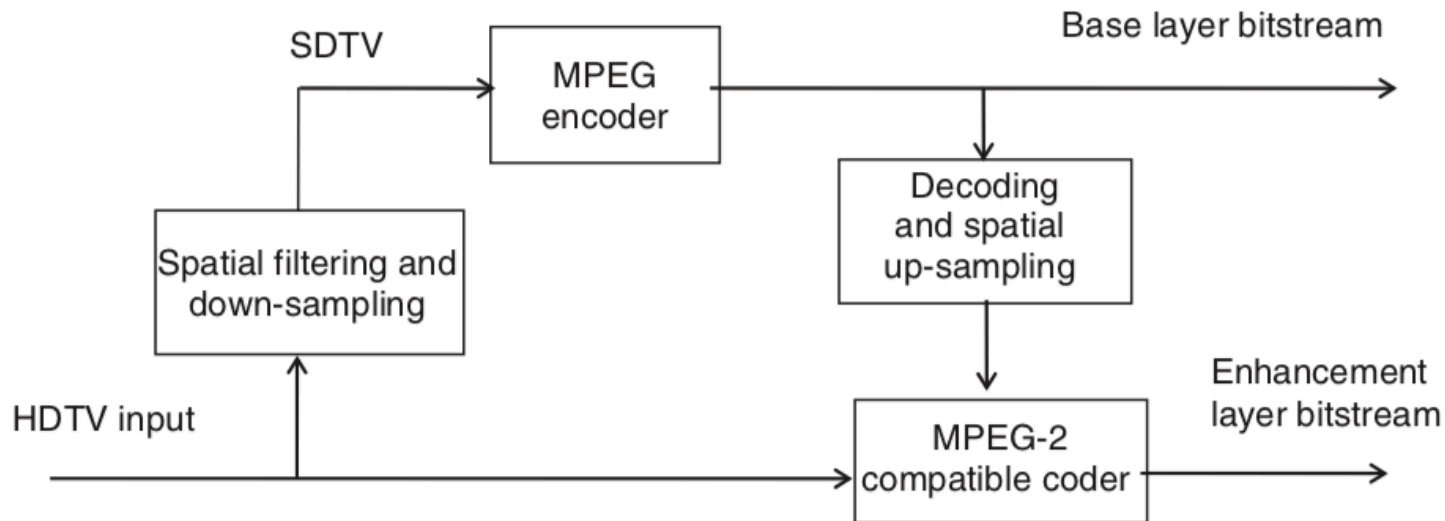 SDTV
Base layer bitstream
MPEG
encoder
Decoding
and spatial
up-sampling
Spatial filtering and
down-sampling
HDTV input
Enhancement
layer bitstream
MPEG-2
compatible coder